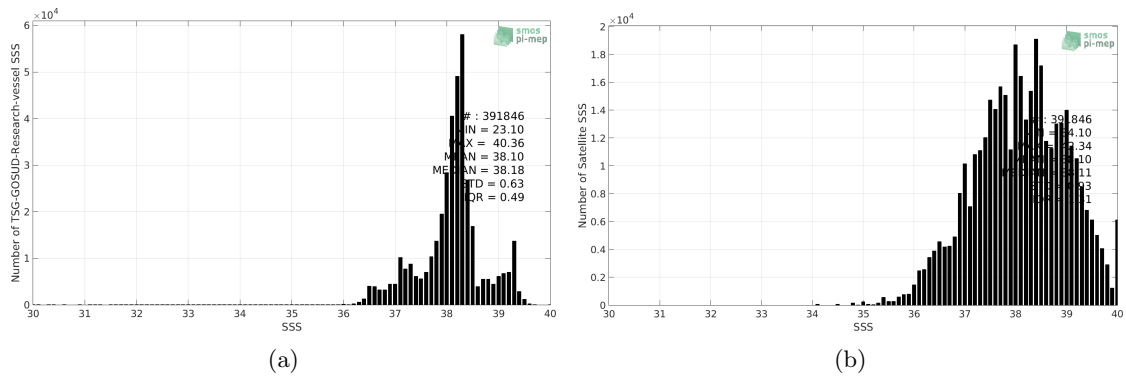 ×10⁴
6
5
4
3
2
1
0
30 31 32 33 34 35 36 37 38 39 40
SSS
Number of TSG-GOSUD-Research-vessel SSS
smos
pi-mep
# : 391846
MIN = 23.10
MAX = 40.36
MEAN = 38.10
MEDIAN = 38.18
STD = 0.63
IQR = 0.49
(a)
×10⁴
2
1.8
1.6
1.4
1.2
1
0.8
0.6
0.4
0.2
0
30 31 32 33 34 35 36 37 38 39 40
SSS
Number of Satellite SSS
smos
pi-mep
: 391846
(b)